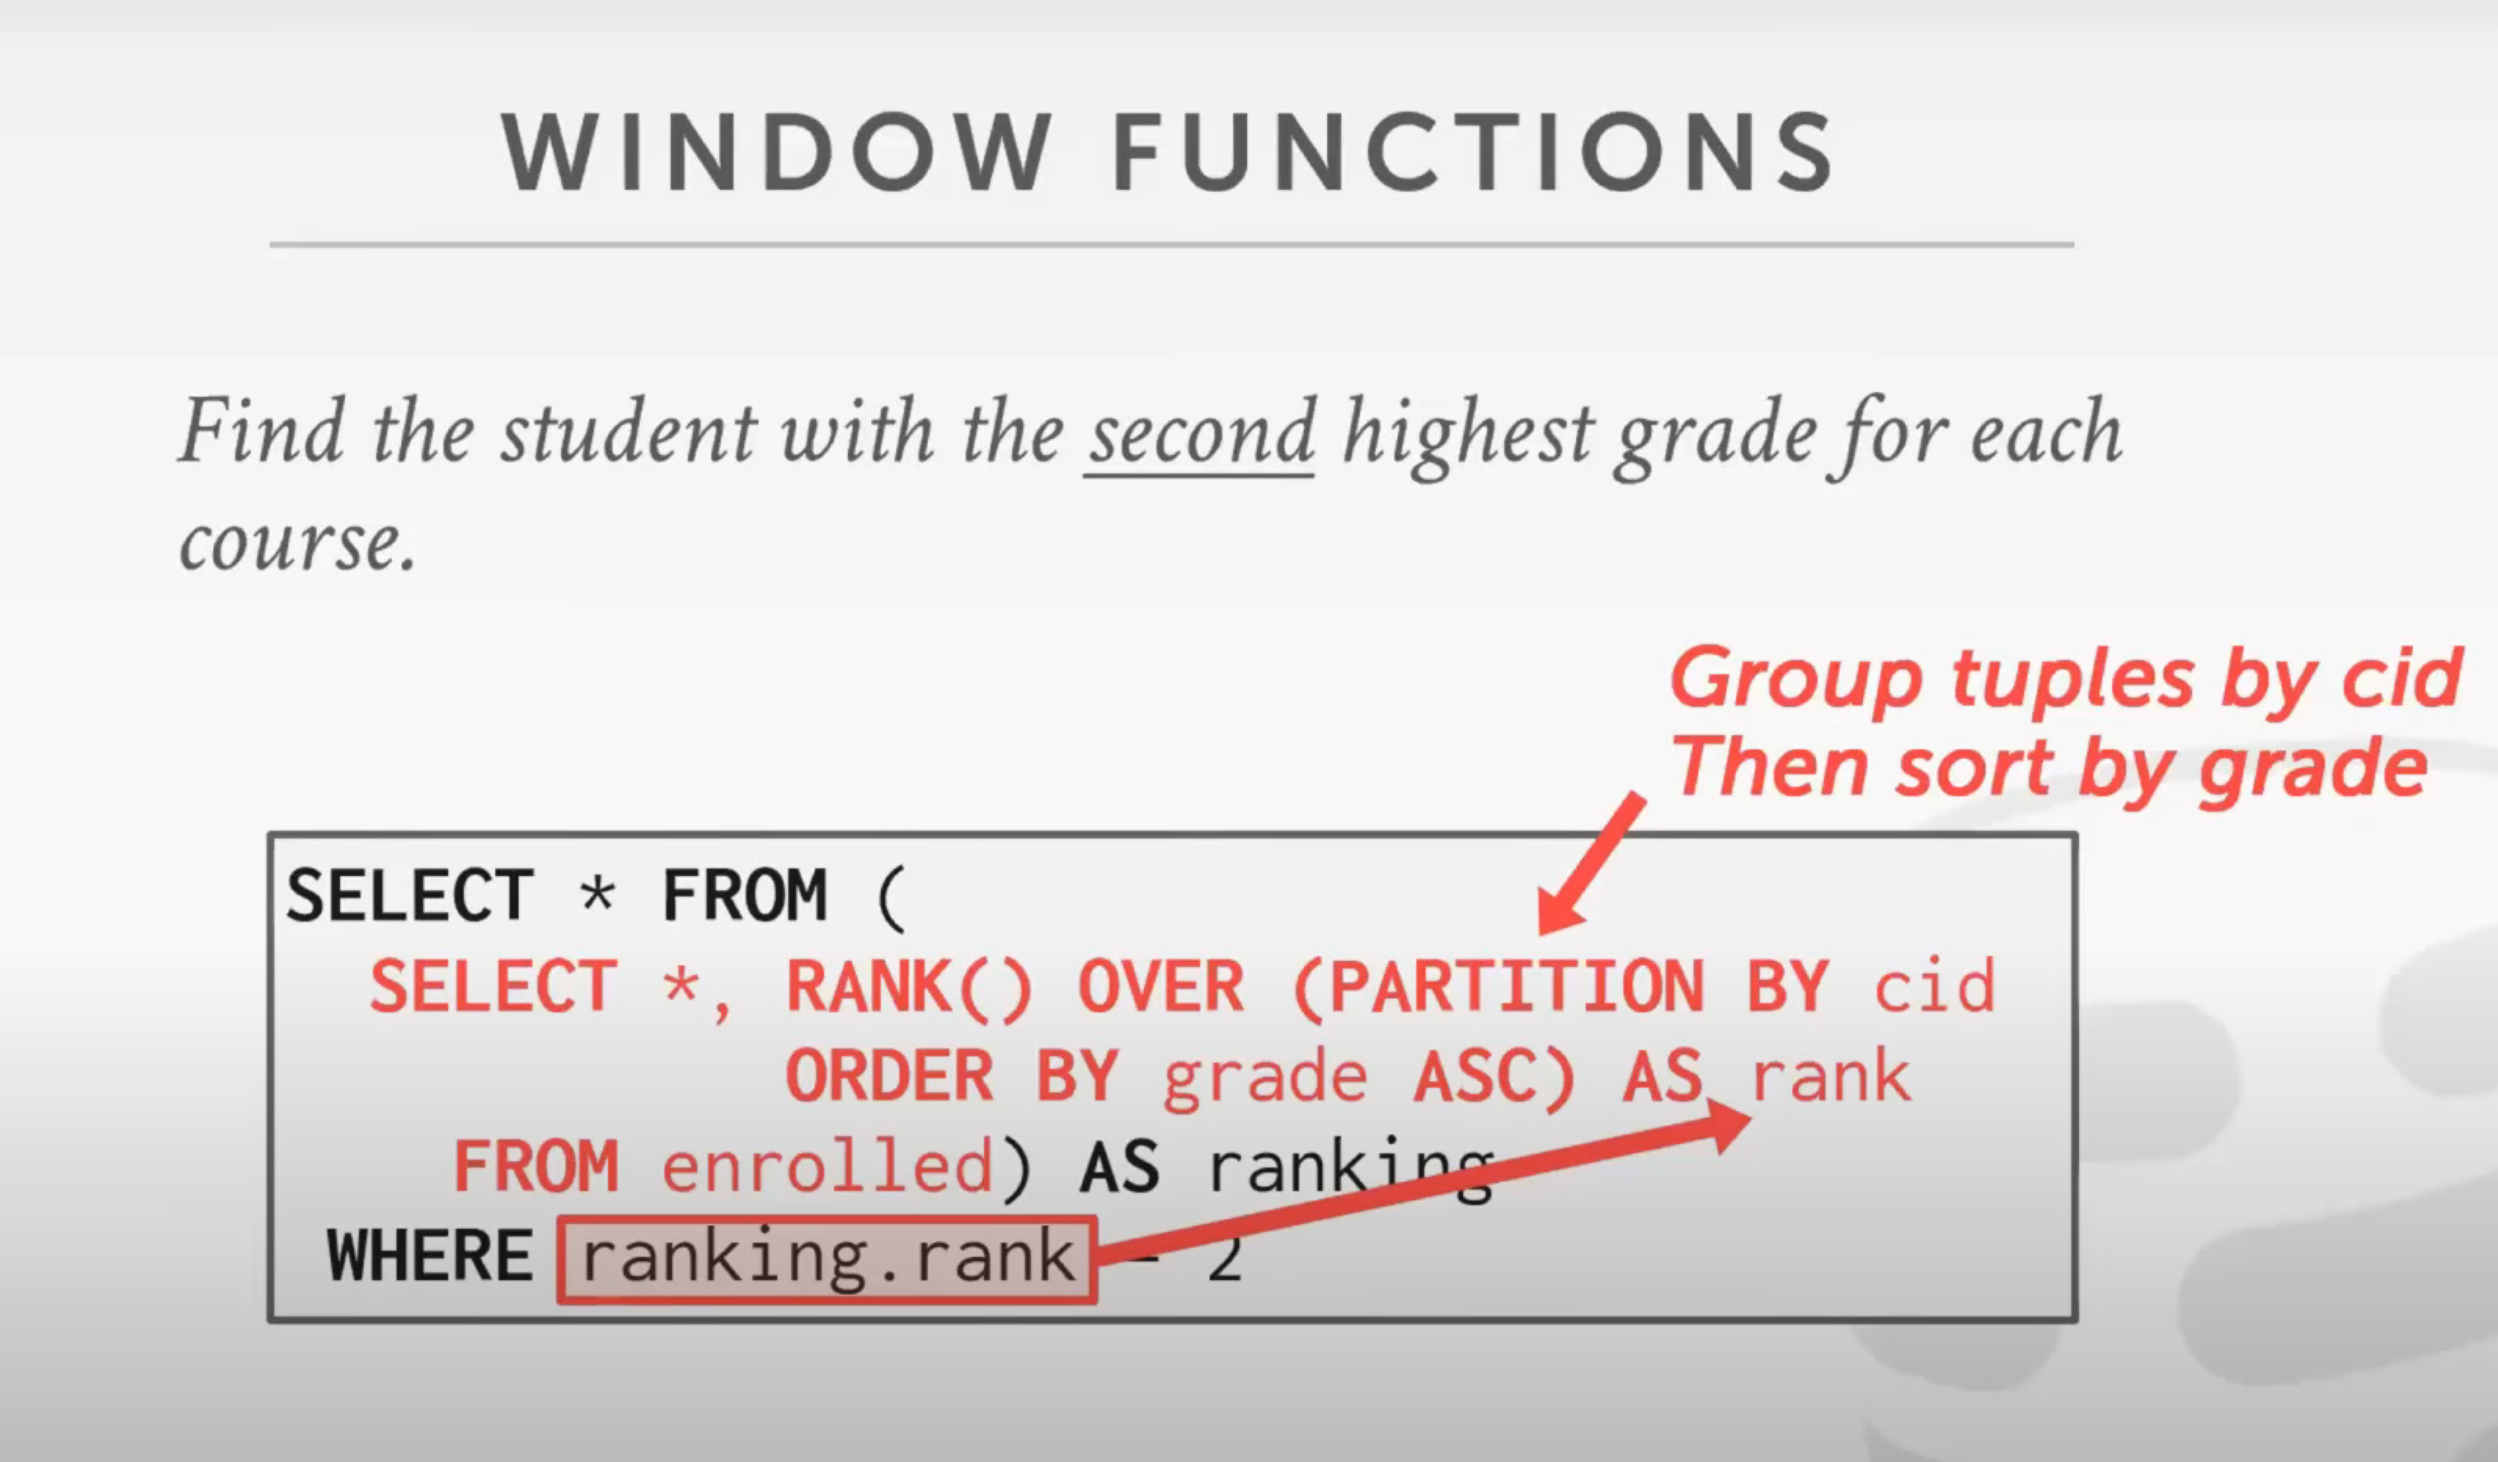 WINDOW FUNCTIONS
Find the student with the second highest grade for each
course.
Group tuples by cid
Then sort by grade
SELECT * FROM (
SELECT *, RANK() OVER (PARTITION BY cid
ORDER BY grade ASC) AS rank
FROM enrolled) AS ranking
WHERE ranking.rank = 2